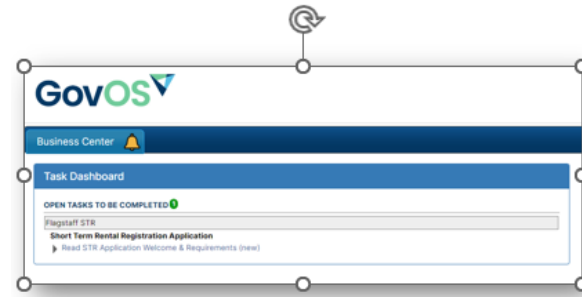 GovOS
Business Center
Task Dashboard
OPEN TASKS TO BE COMPLETED 1
Flagstaff STR
Short Term Rental Registration Application
Read STR Application Welcome & Requirements (new)